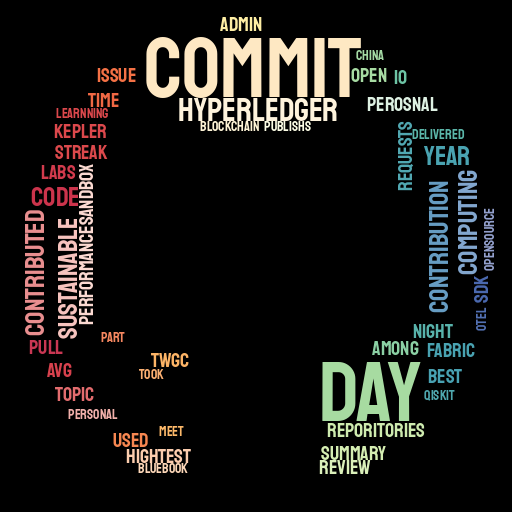 ADMIN
COMMIT
CHINA
ISSUE
OPEN
IO
TIME
HYPERLEDGER
PEROSNAL
LEARNNING
BLOCKCHAIN
PUBLISHS
KEPLER
REQUESTS
DELIVERED
STREAK
YEAR
LABS
SANDBOX
CODE
CONTRIBUTION
COMPUTING
CONTRIBUTED
SUSTAINABLE
PERFORMANCE
OPENSOURCE
SDK
OTEL
PULL
PART
NIGHT
AMONG
FABRIC
TWGC
AVG
TOOK
DAY
BEST
TOPIC
QISKIT
PERSONAL
MEET
REPORITORIES
USED
HIGHTEST
SUMMARY
BLUEBOOK
REVIEW